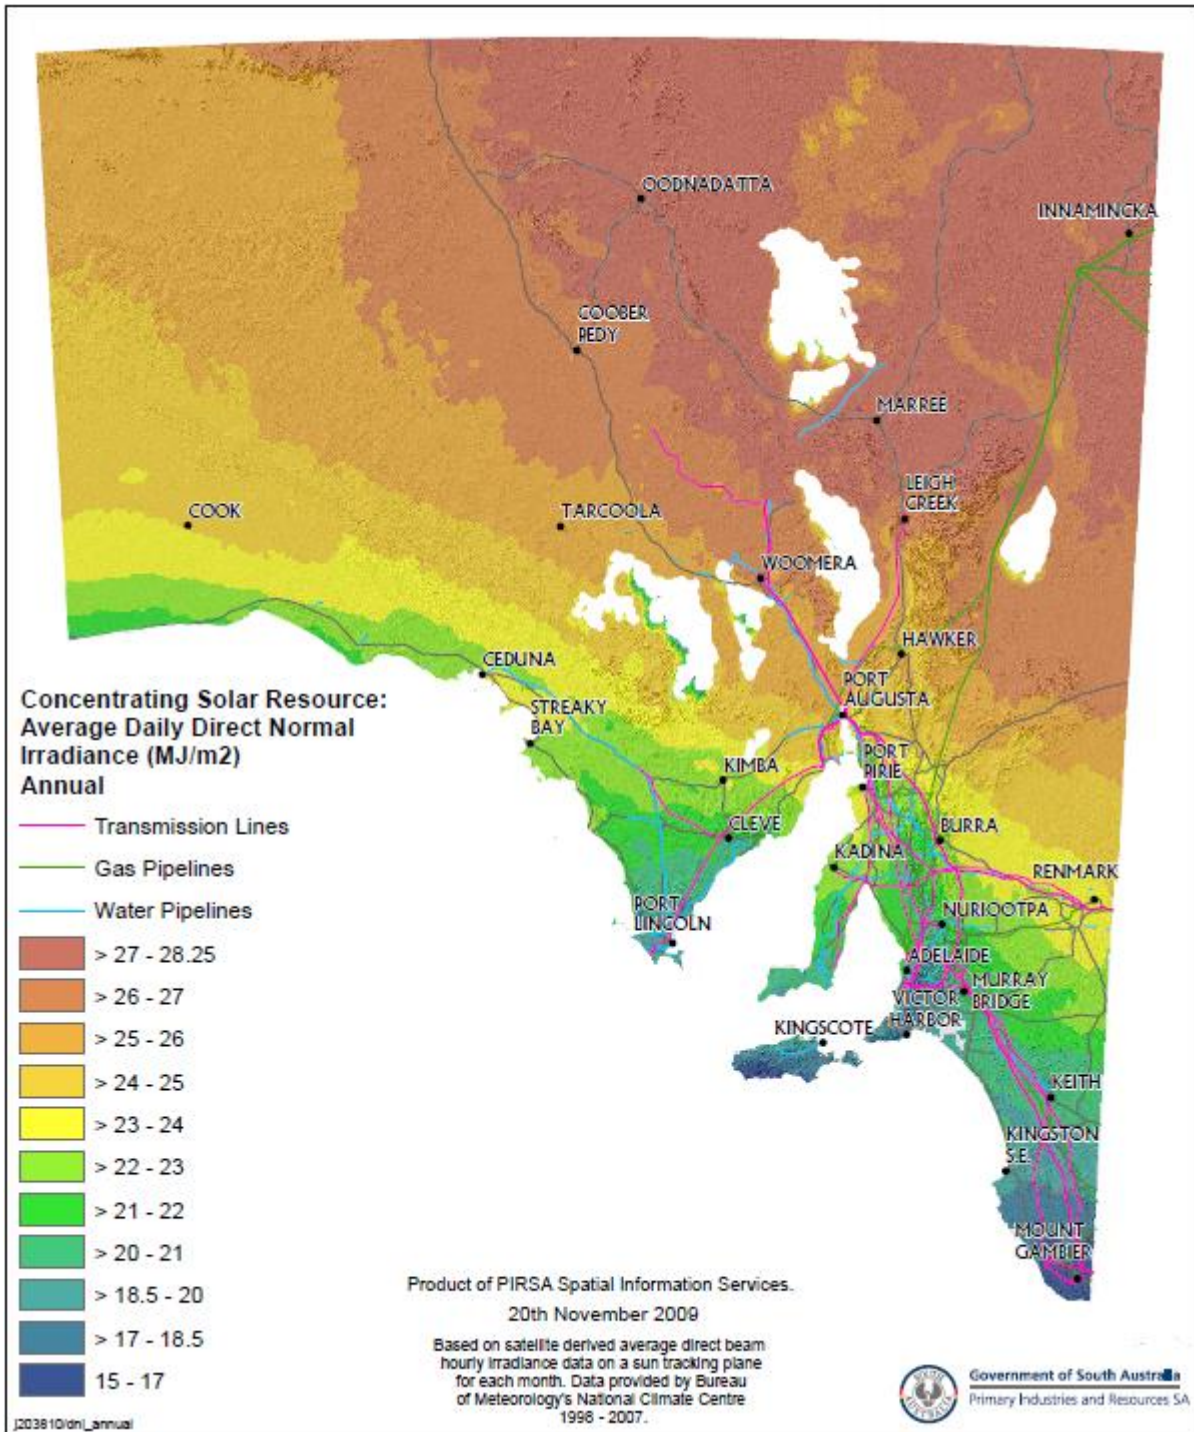 OODNADATTA
INNAMINCKA
COOBER
PEDY
MARREE
LEIGH
CREEK
COOK
TARCOOLA
WOOMERA
HAWKER
CEDUNA
PORT
AUGUSTA
STREAKY
BAY
KIMBA
PORT
PIRIE
CLEVE
BURRA
KADINA
RENMARK
PORT
LINCOLN
NURIOOTPA
ADELAIDE
MURRAY
BRIDGE
VICTOR
HARBOR
KINGSCOTE
KEITH
KINGSTON
S.E.
MOUNT
GAMBIER
Concentrating Solar Resource:
Average Daily Direct Normal
Irradiance (MJ/m2)
Annual
Transmission Lines
Gas Pipelines
Water Pipelines
> 27 - 28.25
> 26 - 27
> 25 - 26
> 24 - 25
> 23 - 24
> 22 - 23
> 21 - 22
> 20 - 21
> 18.5 - 20
> 17 - 18.5
15 - 17
j203810/dni_annual
Product of PIRSA Spatial Information Services.
20th November 2009
Based on satellite derived average direct beam
hourly irradiance data on a sun tracking plane
for each month. Data provided by Bureau
of Meteorology's National Climate Centre
1998 - 2007.
Government of South Australia
Primary Industries and Resources SA